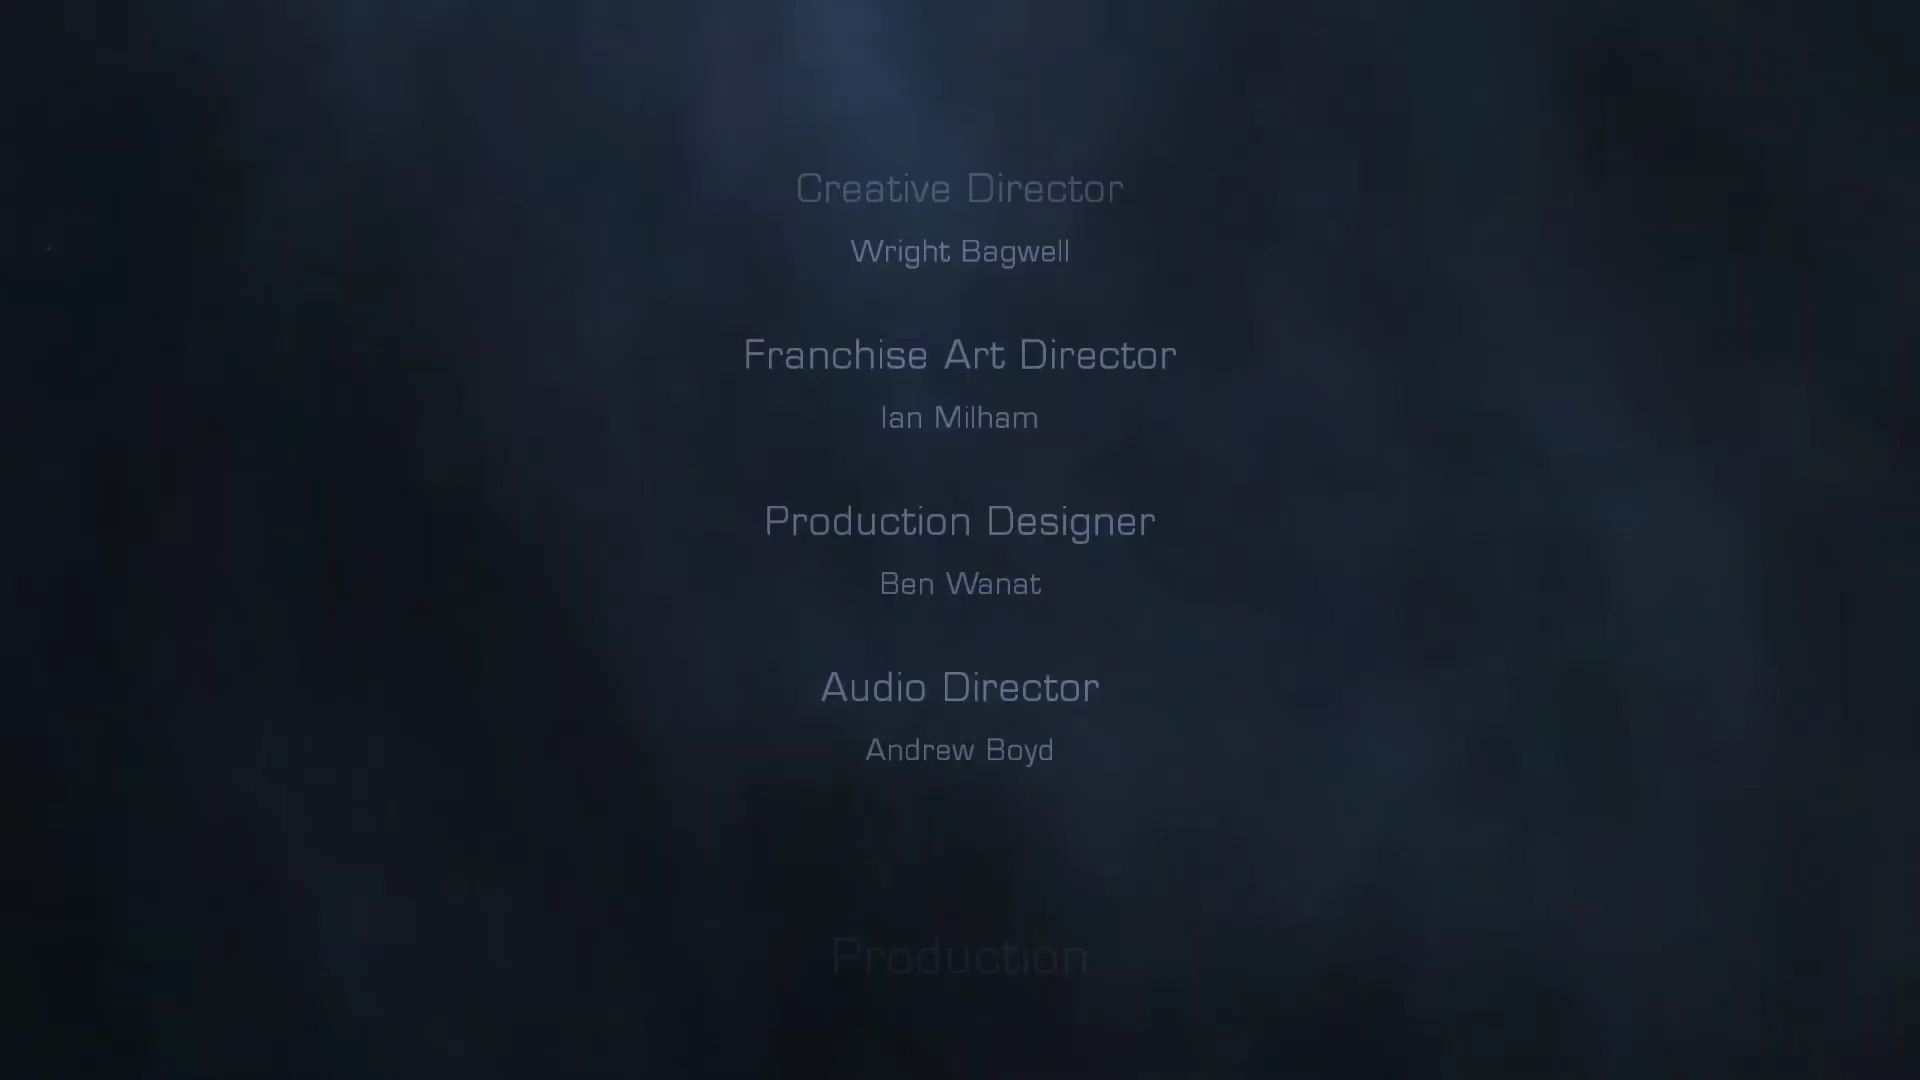 Creative Director
Wright Bagwell
Franchise Art Director
Ian Milham
Production Designer
Ben Wanat
Audio Director
Andrew Boyd
Production